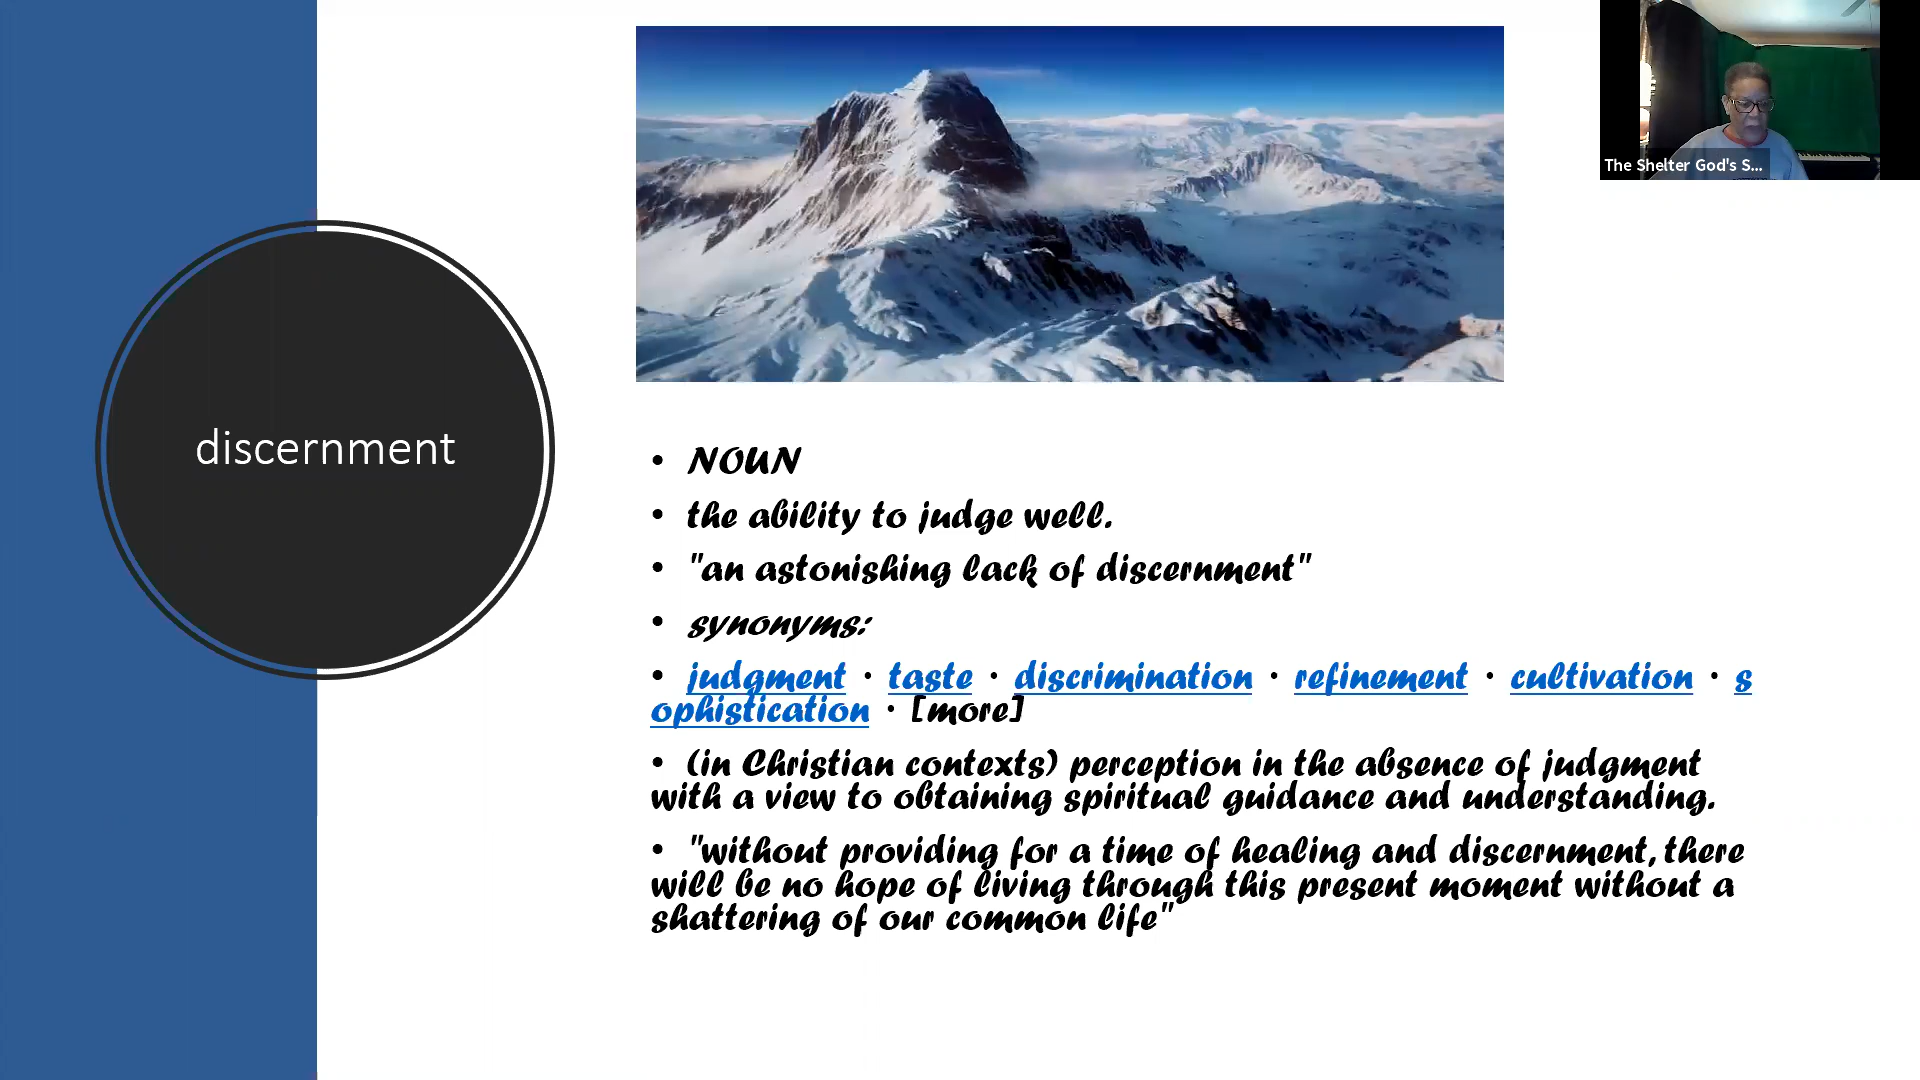 The Shelter God's S...
discernment
• NOUN
• the ability to judge well.
• "an astonishing lack of discernment"
• synonyms:
• judgment · taste · discrimination · refinement · cultivation · s
ophistication · [more]
• (in Christian contexts) perception in the absence of judgment
with a view to obtaining spiritual guidance and understanding.
• "without providing for a time of healing and discernment, there
will be no hope of living through this present moment without a
shattering of our common life"